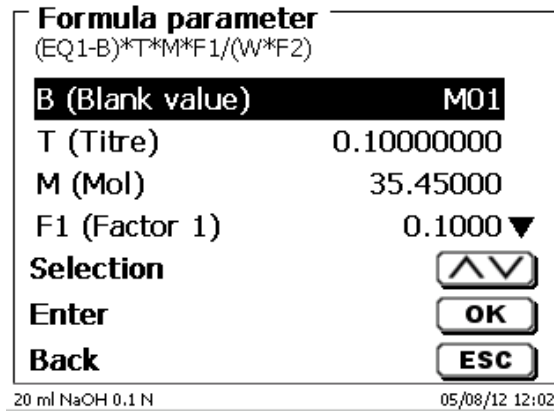 Formula parameter
(EQ1-B)*T*M*F1/(W*F2)
B (Blank value) M01
T (Titre) 0.10000000
M (Mol) 35.45000
F1 (Factor 1) 0.1000 ▼
Selection
Enter OK
Back ESC
20 ml NaOH 0.1 N 05/08/12 12:02